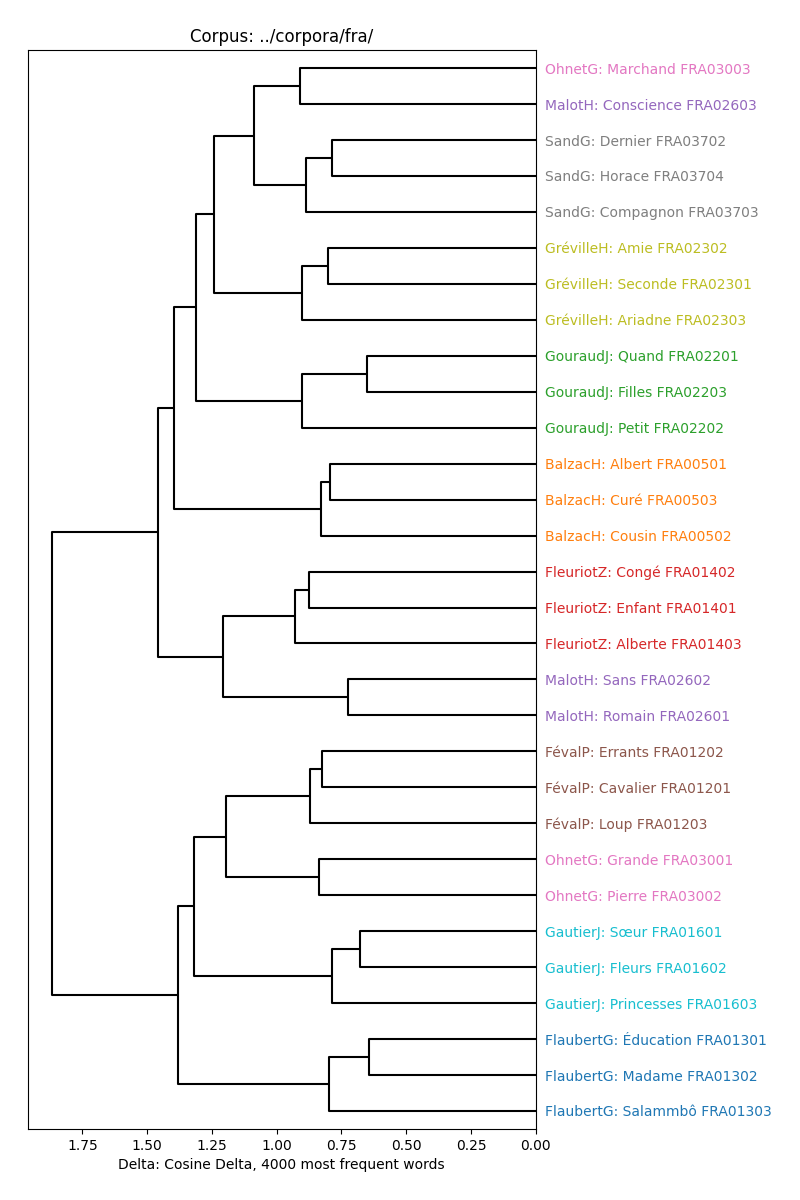 Corpus: ../corpora/fra/
OhnetG: Marchand FRA03003
MalotH: Conscience FRA02603
SandG: Dernier FRA03702
SandG: Horace FRA03704
SandG: Compagnon FRA03703
GrévilleH: Amie FRA02302
GrévilleH: Seconde FRA02301
GrévilleH: Ariadne FRA02303
GouraudJ: Quand FRA02201
GouraudJ: Filles FRA02203
GouraudJ: Petit FRA02202
BalzacH: Albert FRA00501
BalzacH: Curé FRA00503
BalzacH: Cousin FRA00502
FleuriotZ: Congé FRA01402
FleuriotZ: Enfant FRA01401
FleuriotZ: Alberte FRA01403
MalotH: Sans FRA02602
MalotH: Romain FRA02601
FévalP: Errants FRA01202
FévalP: Cavalier FRA01201
FévalP: Loup FRA01203
OhnetG: Grande FRA03001
OhnetG: Pierre FRA03002
GautierJ: Sœur FRA01601
GautierJ: Fleurs FRA01602
GautierJ: Princesses FRA01603
FlaubertG: Éducation FRA01301
FlaubertG: Madame FRA01302
FlaubertG: Salammbô FRA01303
1.75 1.50 1.25 1.00 0.75 0.50 0.25 0.00
Delta: Cosine Delta, 4000 most frequent words